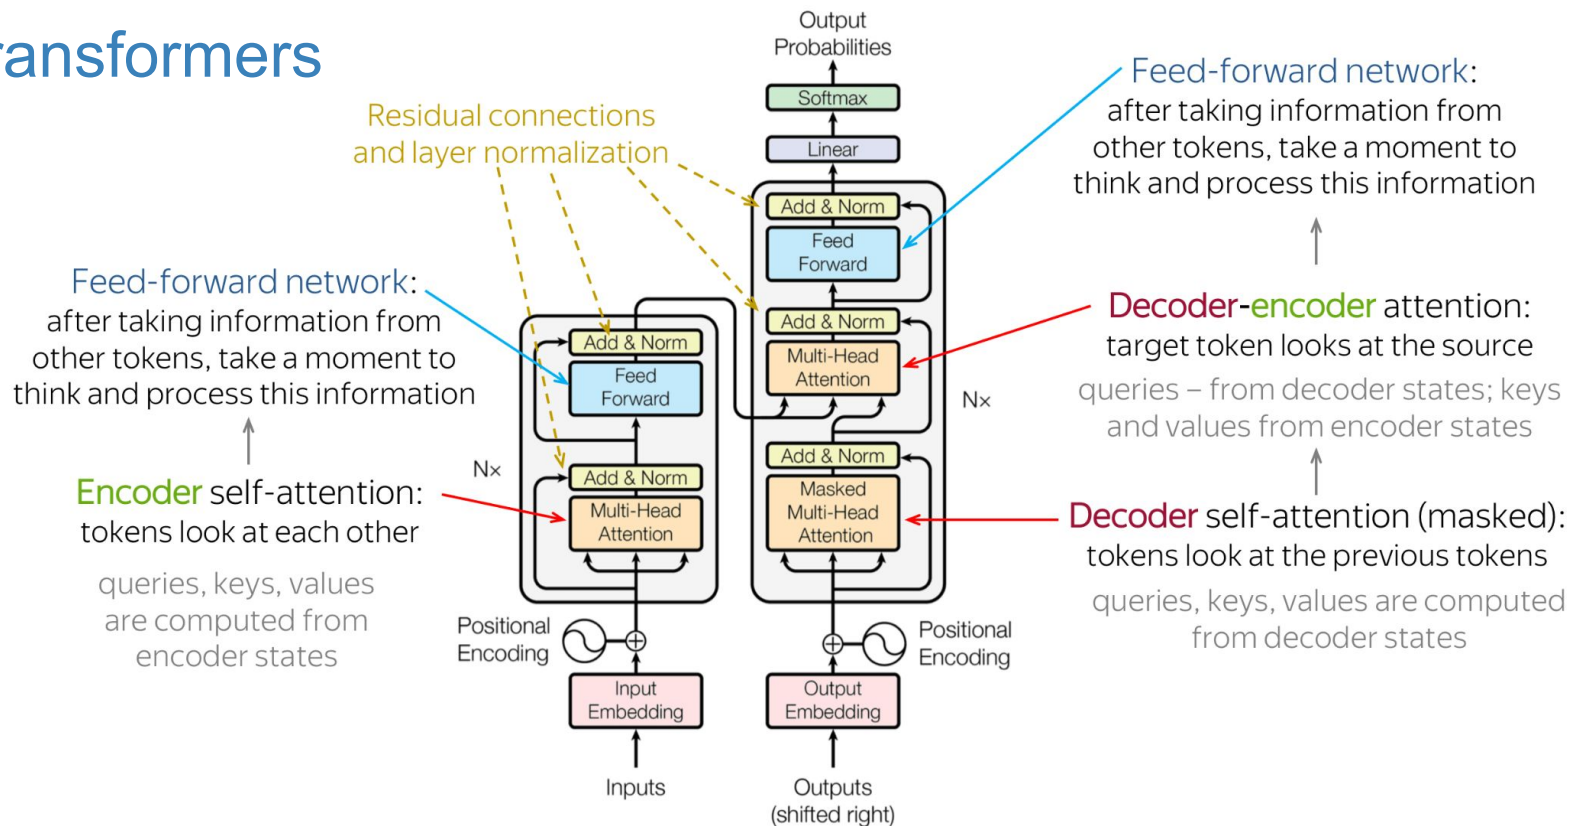 ransformers
Residual connections
and layer normalization
Feed-forward network:
after taking information from
other tokens, take a moment to
think and process this information
Encoder self-attention:
tokens look at each other
queries, keys, values
are computed from
encoder states
Output
Probabilities
Softmax
Linear
Add & Norm
Feed
Forward
Add & Norm
Multi-Head
Attention
Add & Norm
Masked
Multi-Head
Attention
Nx
Add & Norm
Feed
Forward
Add & Norm
Multi-Head
Attention
Nx
Positional
Encoding
Positional
Encoding
Input
Embedding
Output
Embedding
Inputs
Outputs
(shifted right)
Feed-forward network:
after taking information from
other tokens, take a moment to
think and process this information
Decoder-encoder attention:
target token looks at the source
queries – from decoder states; keys
and values from encoder states
Decoder self-attention (masked):
tokens look at the previous tokens
queries, keys, values are computed
from decoder states